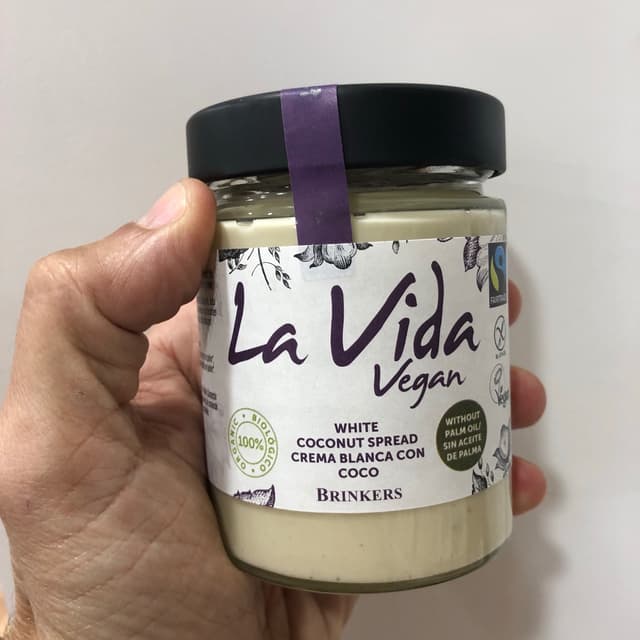 La Vida
Vegan
WHITE
COCONUT SPREAD
CREMA BLANCA CON
COCO
BRINKERS
ORGANIC • BIOLÓGICO •
100%
WITHOUT
PALM OIL/
SIN ACEITE
DE PALMA
FAIRTRADE
Vegan